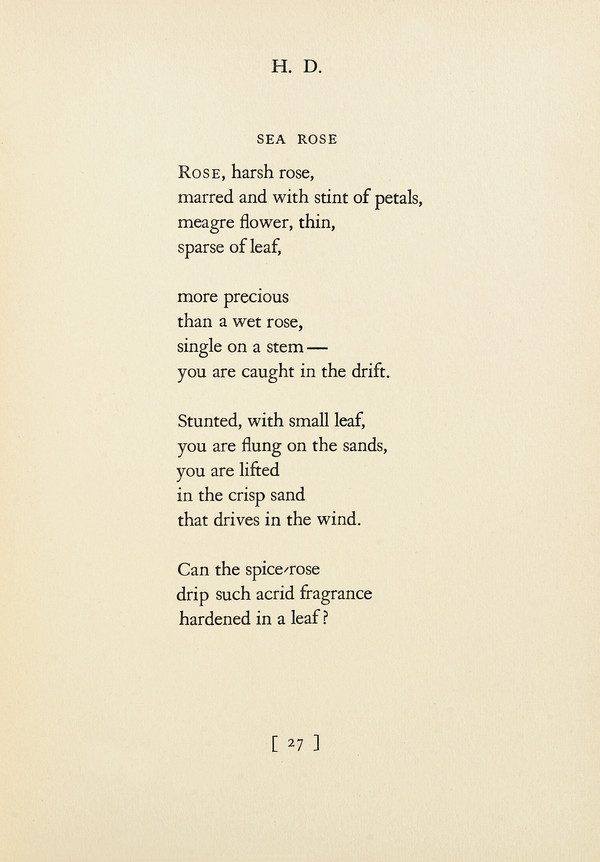 H. D.
SEA ROSE
ROSE, harsh rose,
marred and with stint of petals,
meagre flower, thin,
sparse of leaf,
more precious
than a wet rose,
single on a stem—
you are caught in the drift.
Stunted, with small leaf,
you are flung on the sands,
you are lifted
in the crisp sand
that drives in the wind.
Can the spice-rose
drip such acrid fragrance
hardened in a leaf?
[ 27 ]